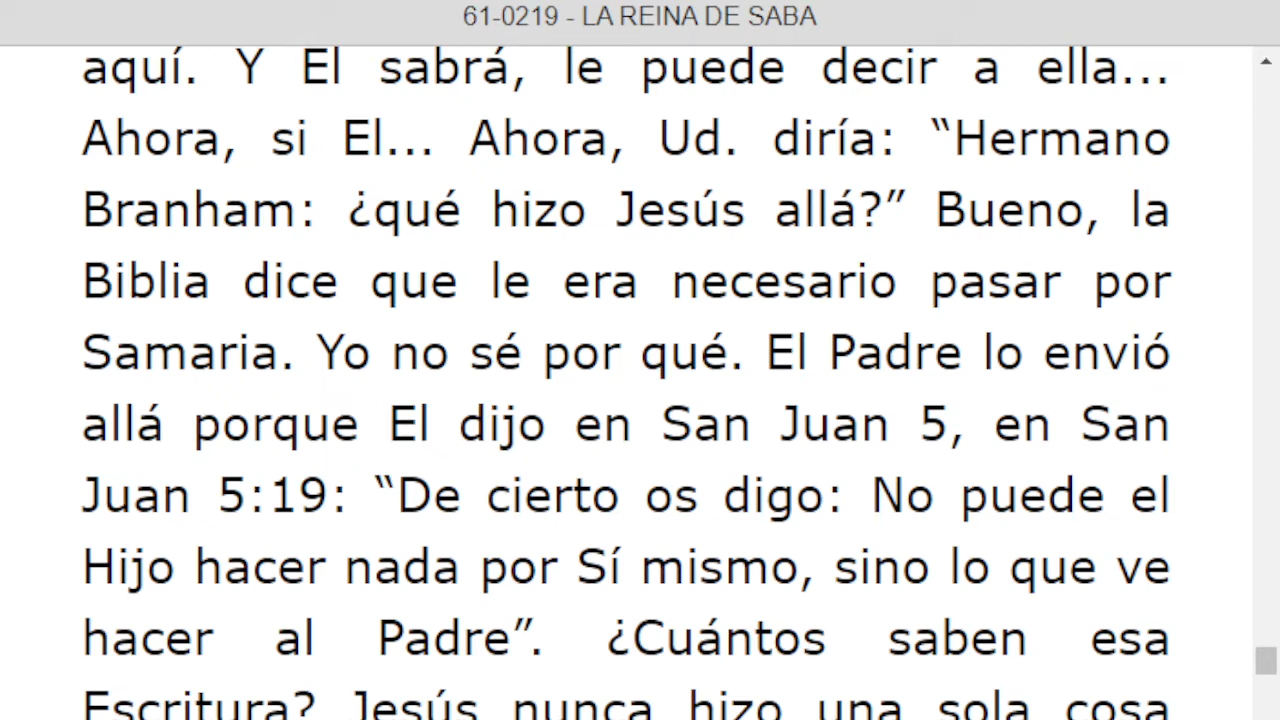 61-0219 - LA REINA DE SABA
aquí. Y El sabrá, le puede decir a ella...
Ahora, si El... Ahora, Ud. diría: “Hermano
Branham: ¿qué hizo Jesús allá?” Bueno, la
Biblia dice que le era necesario pasar por
Samaria. Yo no sé por qué. El Padre lo envió
allá porque El dijo en San Juan 5, en San
Juan 5:19: “De cierto os digo: No puede el
Hijo hacer nada por Sí mismo, sino lo que ve
hacer al Padre”. ¿Cuántos saben esa
Escritura? Jesús nunca hizo una sola cosa